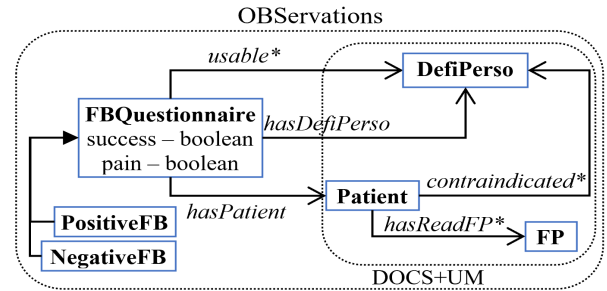 OBServations
usable*
DefiPerso
FBQuestionnaire
success – boolean
pain – boolean
hasDefiPerso
hasPatient
Patient
contraindicated*
hasReadFP*
FP
PositiveFB
NegativeFB
DOCS+UM